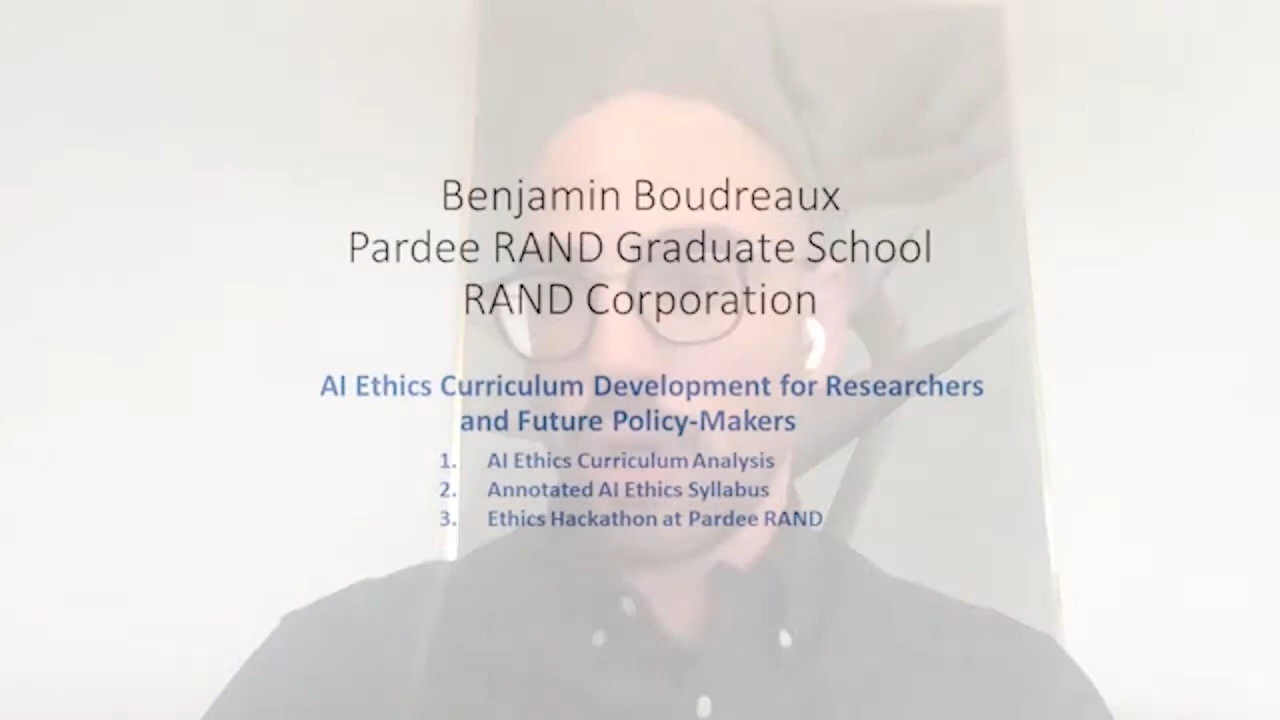 Benjamin Boudreaux
Pardee RAND Graduate School
RAND Corporation
AI Ethics Curriculum Development for Researchers
and Future Policy-Makers
1. AI Ethics Curriculum Analysis
2. Annotated AI Ethics Syllabus
3. Ethics Hackathon at Pardee RAND